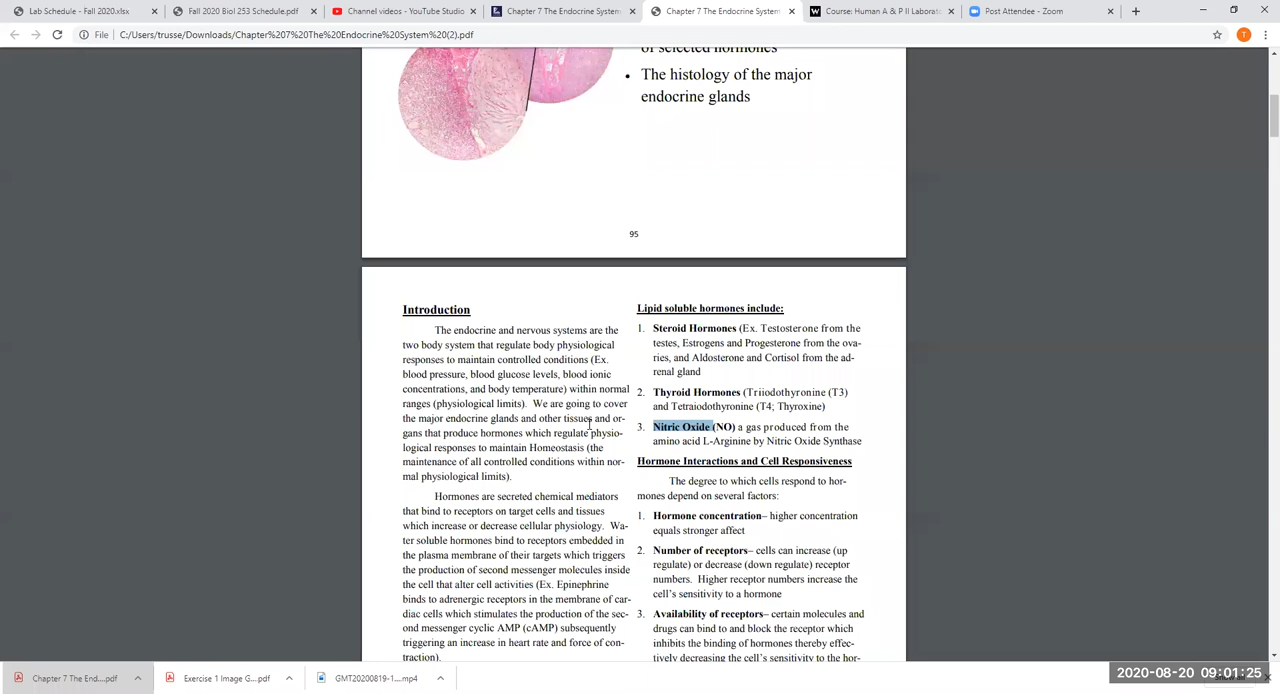 Lab Schedule - Fall 2020.xlsx
Fall 2020 Biol 253 Schedule.pdf
Channel videos - YouTube Studio
Chapter 7 The Endocrine System
Chapter 7 The Endocrine System
Course: Human A & P II Laborat
Post Attendee - Zoom
File
C:/Users/trusse/Downloads/Chapter%207%20The%20Endocrine%20System%20(2).pdf
T
of selected hormones
• The histology of the major
endocrine glands
95
Introduction
The endocrine and nervous systems are the
two body system that regulate body physiological
responses to maintain controlled conditions (Ex.
blood pressure, blood glucose levels, blood ionic
concentrations, and body temperature) within normal
ranges (physiological limits). We are going to cover
the major endocrine glands and other tissues and or-
gans that produce hormones which regulate physio-
logical responses to maintain Homeostasis (the
maintenance of all controlled conditions within nor-
mal physiological limits).
Hormones are secreted chemical mediators
that bind to receptors on target cells and tissues
which increase or decrease cellular physiology. Wa-
ter soluble hormones bind to receptors embedded in
the plasma membrane of their targets which triggers
the production of second messenger molecules inside
the cell that alter cell activities (Ex. Epinephrine
binds to adrenergic receptors in the membrane of car-
diac cells which stimulates the production of the sec-
ond messenger cyclic AMP (cAMP) subsequently
triggering an increase in heart rate and force of con-
traction).
Lipid soluble hormones include:
1. Steroid Hormones (Ex. Testosterone from the
testes, Estrogens and Progesterone from the ova-
ries, and Aldosterone and Cortisol from the ad-
renal gland
2. Thyroid Hormones (Triiodothyronine (T3)
and Tetraiodothyronine (T4; Thyroxine)
3. Nitric Oxide (NO) a gas produced from the
amino acid L-Arginine by Nitric Oxide Synthase
Hormone Interactions and Cell Responsiveness
The degree to which cells respond to hor-
mones depend on several factors:
1. Hormone concentration– higher concentration
equals stronger affect
2. Number of receptors– cells can increase (up
regulate) or decrease (down regulate) receptor
numbers. Higher receptor numbers increase the
cell's sensitivity to a hormone
3. Availability of receptors– certain molecules and
drugs can bind to and block the receptor which
inhibits the binding of hormones thereby effec-
tively decreasing the cell's sensitivity to the hor-
Chapter 7 The End....pdf
Exercise 1 Image G...pdf
GMT20200819-1....mp4
2020-08-20 09:01:25